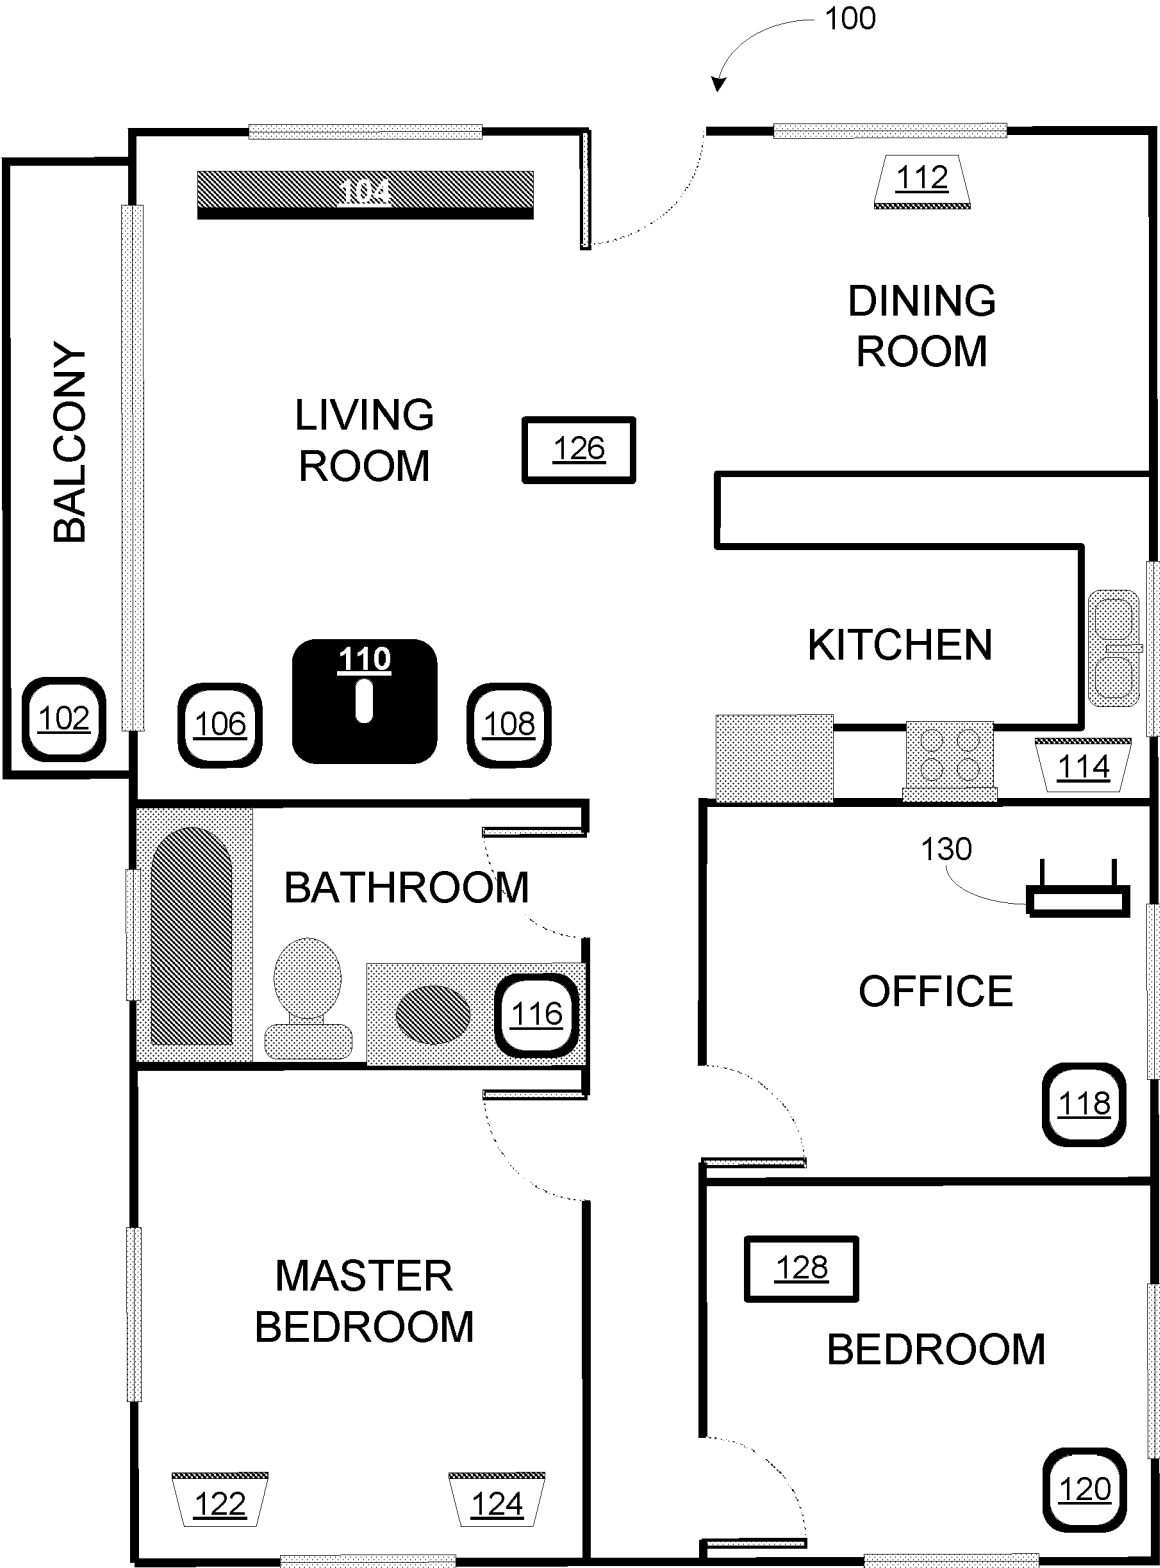 100
104
112
DINING
ROOM
BALCONY
LIVING
ROOM
126
KITCHEN
110
102
106
108
114
130
BATHROOM
OFFICE
116
118
MASTER
BEDROOM
128
BEDROOM
122
124
120